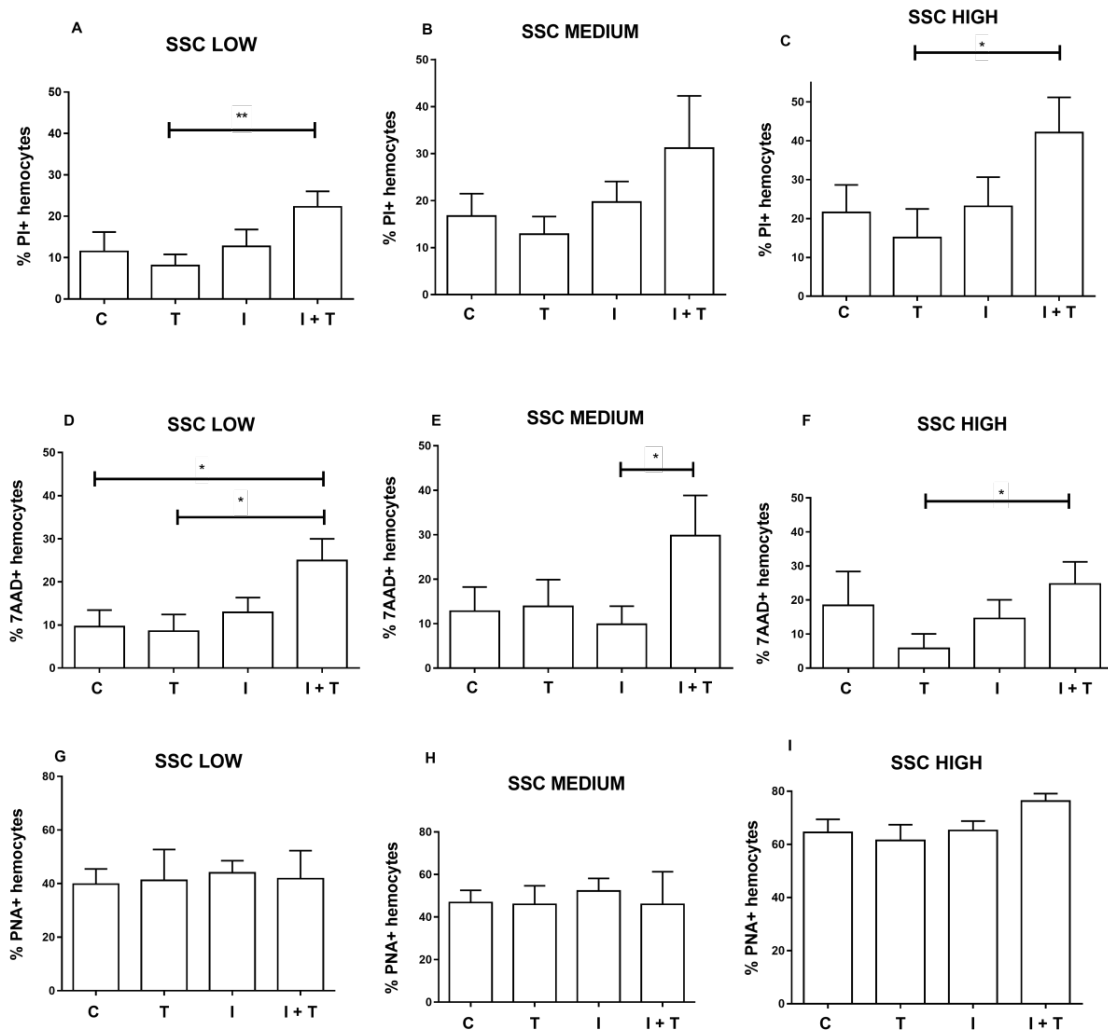 A
SSC LOW
50
40
30
20
10
0
% PI+ hemocytes
**
C T I I + T
B
SSC MEDIUM
50
40
30
20
10
0
% PI+ hemocytes
C T I I + T
C
SSC HIGH
50
40
30
20
10
0
% PI+ hemocytes
*
C T I I + T
D
SSC LOW
50
40
30
20
10
0
% 7AAD+ hemocytes
*
*
C T I I + T
E
SSC MEDIUM
50
40
30
20
10
0
% 7AAD+ hemocytes
*
C T I I + T
F
SSC HIGH
50
40
30
20
10
0
% 7AAD+ hemocytes
*
C T I I + T
G
SSC LOW
80
60
40
20
0
% PNA+ hemocytes
C T I I + T
H
SSC MEDIUM
80
60
40
20
0
% PNA+ hemocytes
C T I I + T
I
SSC HIGH
80
60
40
20
0
% PNA+ hemocytes
C T I I + T